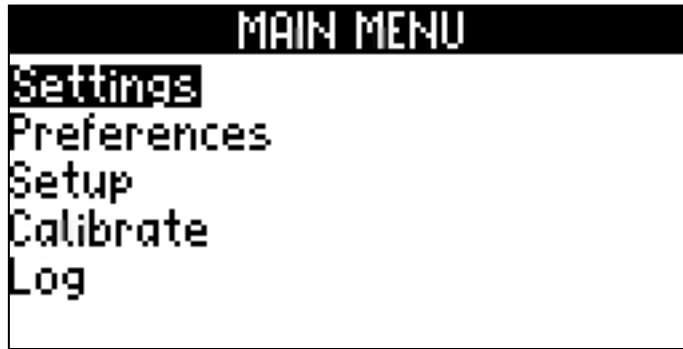 MAIN MENU
Settings
Preferences
Setup
Calibrate
Log